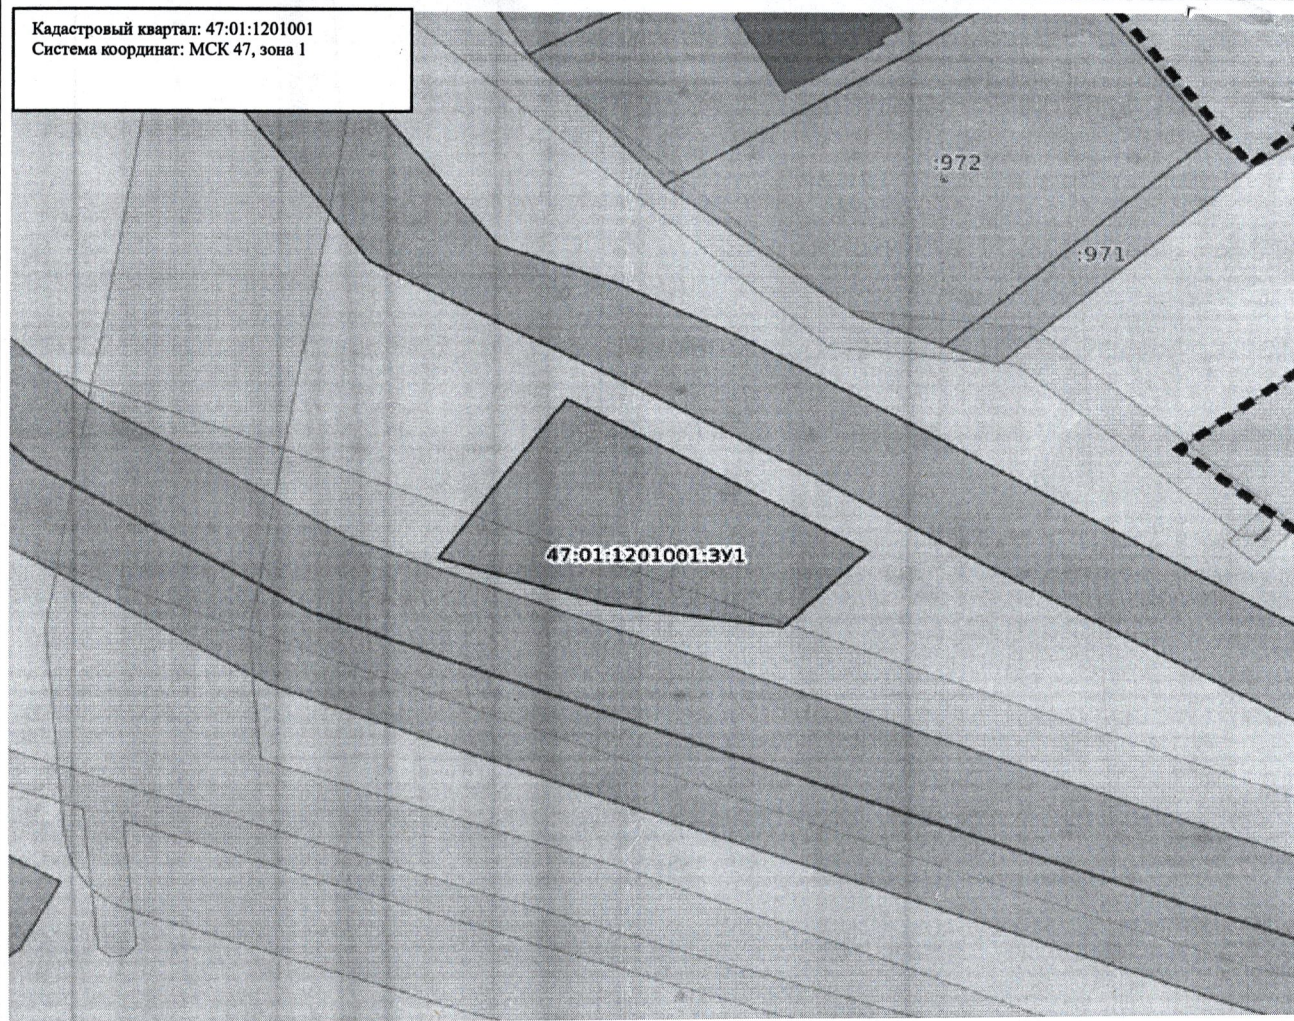 Кадастровый квартал: 47:01:1201001
Система координат: МСК 47, зона 1
:972
:971
47:01:1201001:ЗУ1